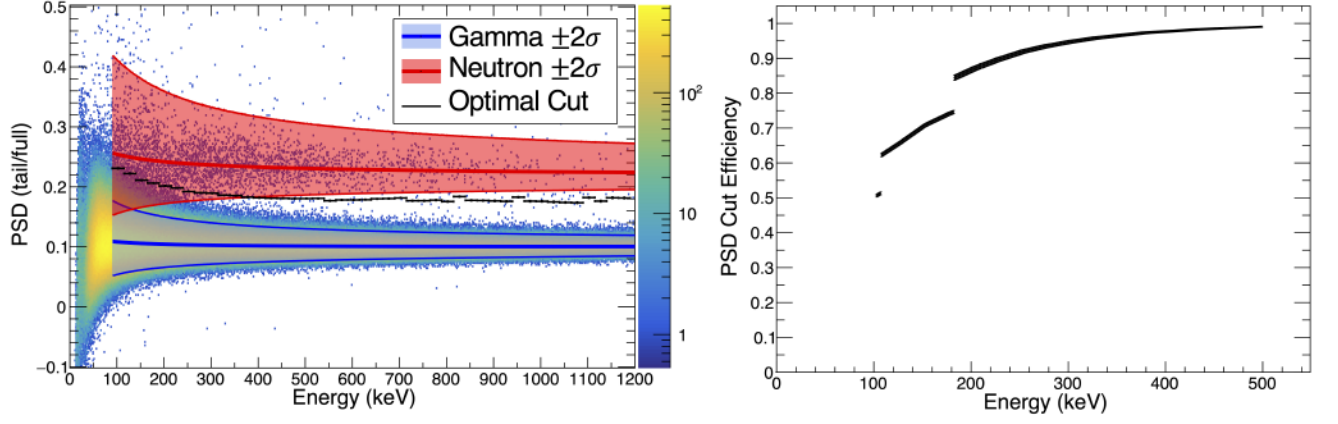 0.5
0.4
0.3
0.2
0.1
0
−0.1
PSD (tail/full)
Gamma ±2σ
Neutron ±2σ
Optimal Cut
0 100 200 300 400 500 600 700 800 900 1000 1100 1200
Energy (keV)
10²
10
1
1
0.9
0.8
0.7
0.6
0.5
0.4
0.3
0.2
0.1
0
PSD Cut Efficiency
0 100 200 300 400 500
Energy (keV)